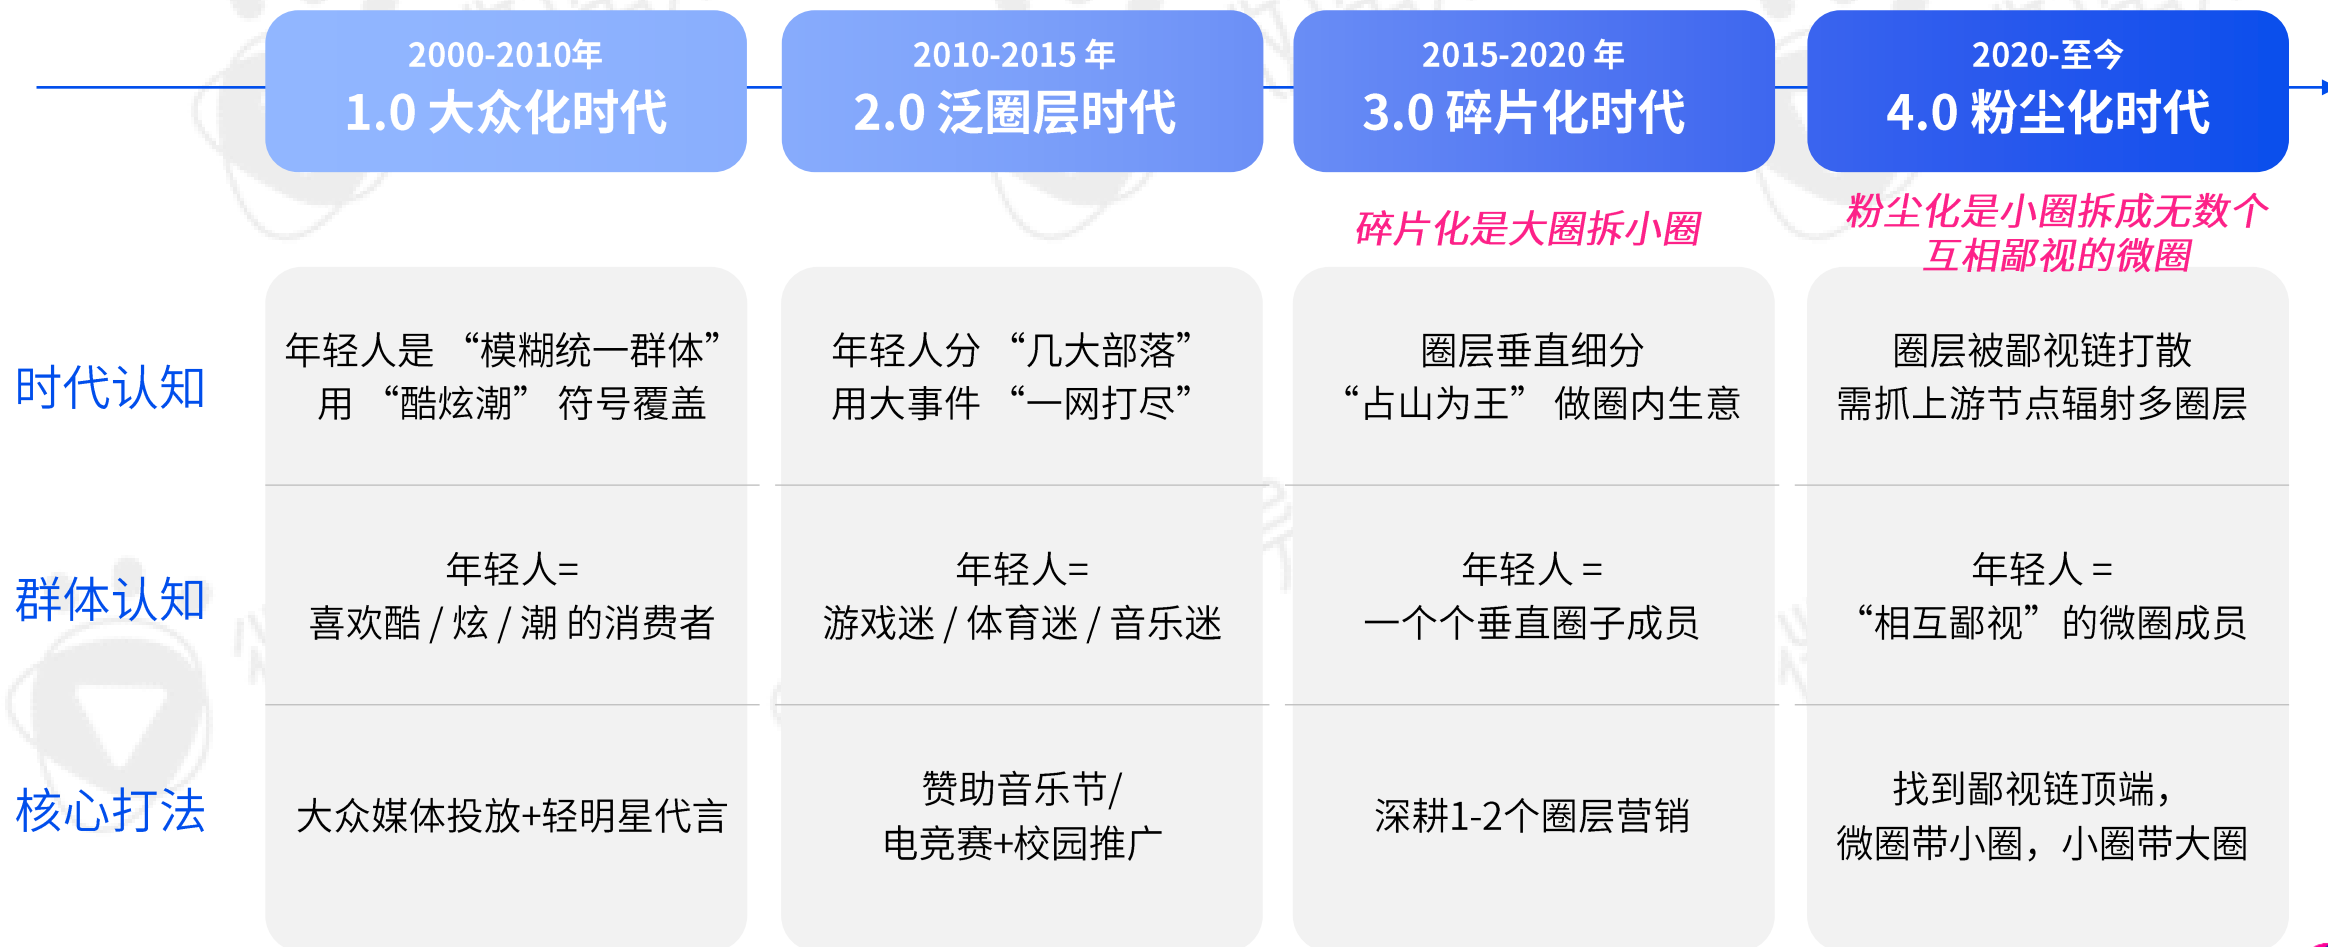 2000-2010年
1.0 大众化时代
2010-2015 年
2.0 泛圈层时代
2015-2020 年
3.0 碎片化时代
2020-至今
4.0 粉尘化时代
碎片化是大圈拆小圈
粉尘化是小圈拆成无数个
互相鄙视的微圈
时代认知
年轻人是 “模糊统一群体”
用 “酷炫潮” 符号覆盖
年轻人分 “几大部落”
用大事件 “一网打尽”
圈层垂直细分
“占山为王” 做圈内生意
圈层被鄙视链打散
需抓上游节点辐射多圈层
群体认知
年轻人=
喜欢酷 / 炫 / 潮 的消费者
年轻人=
游戏迷 / 体育迷 / 音乐迷
年轻人 =
一个个垂直圈子成员
年轻人 =
“相互鄙视” 的微圈成员
核心打法
大众媒体投放+轻明星代言
赞助音乐节/
电竞赛+校园推广
深耕1-2个圈层营销
找到鄙视链顶端，
微圈带小圈，小圈带大圈